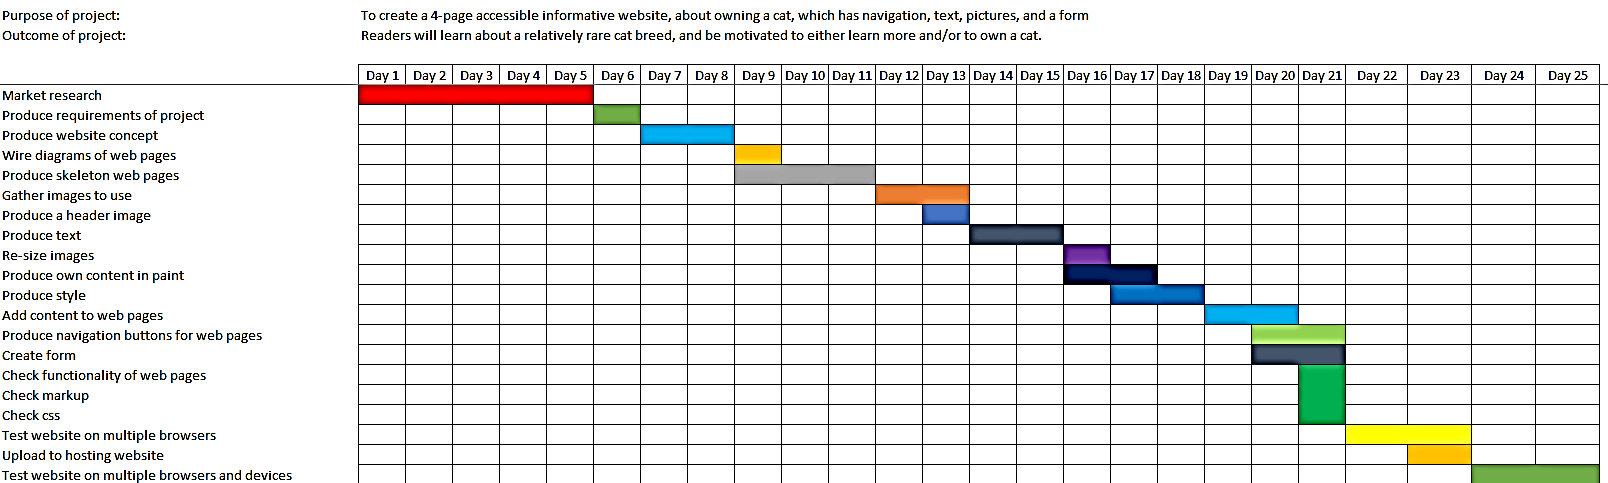 Purpose of project: To create a 4-page accessible informative website, about owning a cat, which has navigation, text, pictures, and a form
Outcome of project: Readers will learn about a relatively rare cat breed, and be motivated to either learn more and/or to own a cat.
Day 1 Day 2 Day 3 Day 4 Day 5 Day 6 Day 7 Day 8 Day 9 Day 10 Day 11 Day 12 Day 13 Day 14 Day 15 Day 16 Day 17 Day 18 Day 19 Day 20 Day 21 Day 22 Day 23 Day 24 Day 25
Market research
Produce requirements of project
Produce website concept
Wire diagrams of web pages
Produce skeleton web pages
Gather images to use
Produce a header image
Produce text
Re-size images
Produce own content in paint
Produce style
Add content to web pages
Produce navigation buttons for web pages
Create form
Check functionality of web pages
Check markup
Check css
Test website on multiple browsers
Upload to hosting website
Test website on multiple browsers and devices